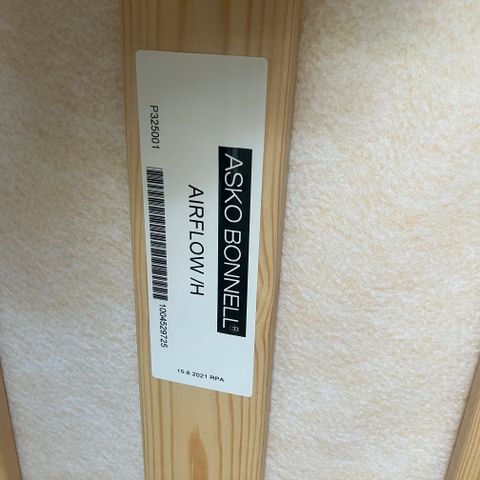 ASKO BONNELL®
AIRFLOW /H
P325001
1004529725
15.6.2021 RPA